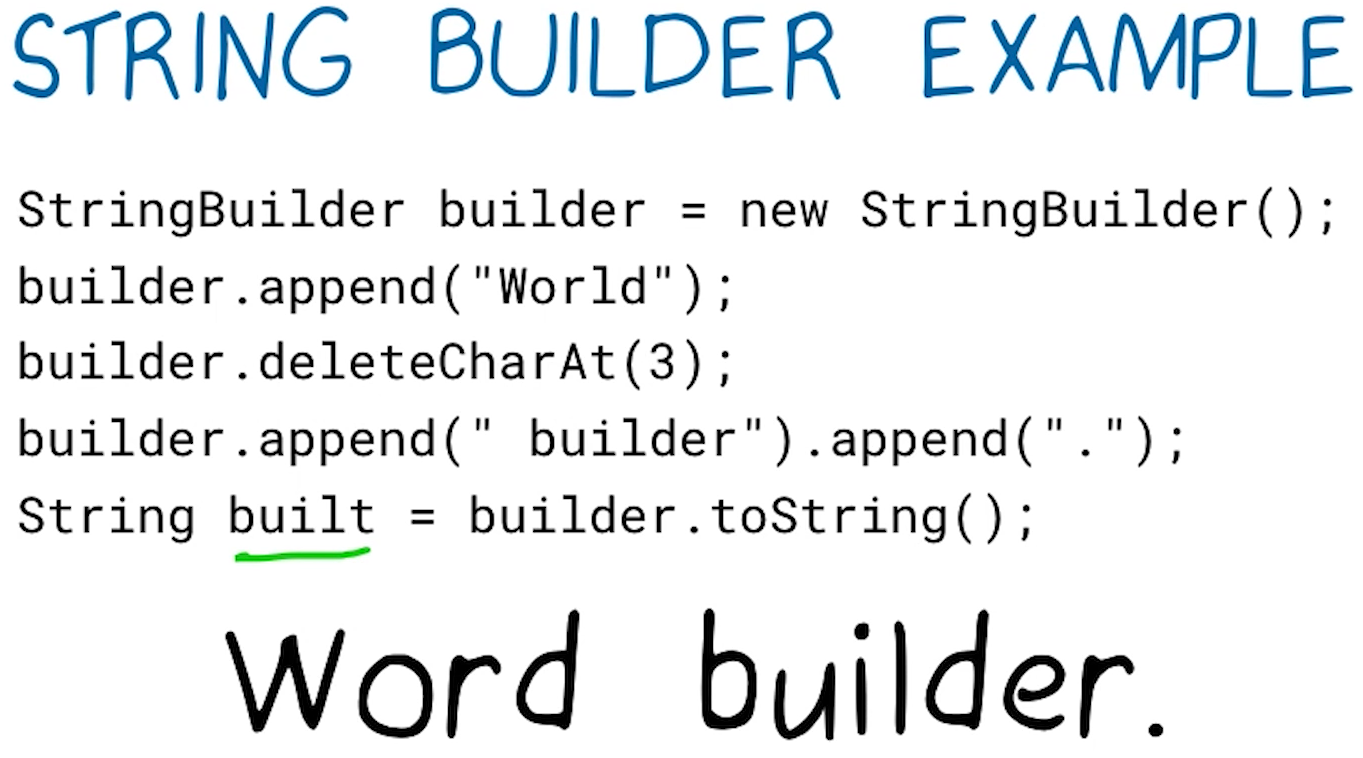 STRING BUILDER EXAMPLE
StringBuilder builder = new StringBuilder();
builder.append("World");
builder.deleteCharAt(3);
builder.append(" builder").append(".");
String built = builder.toString();
Word builder.